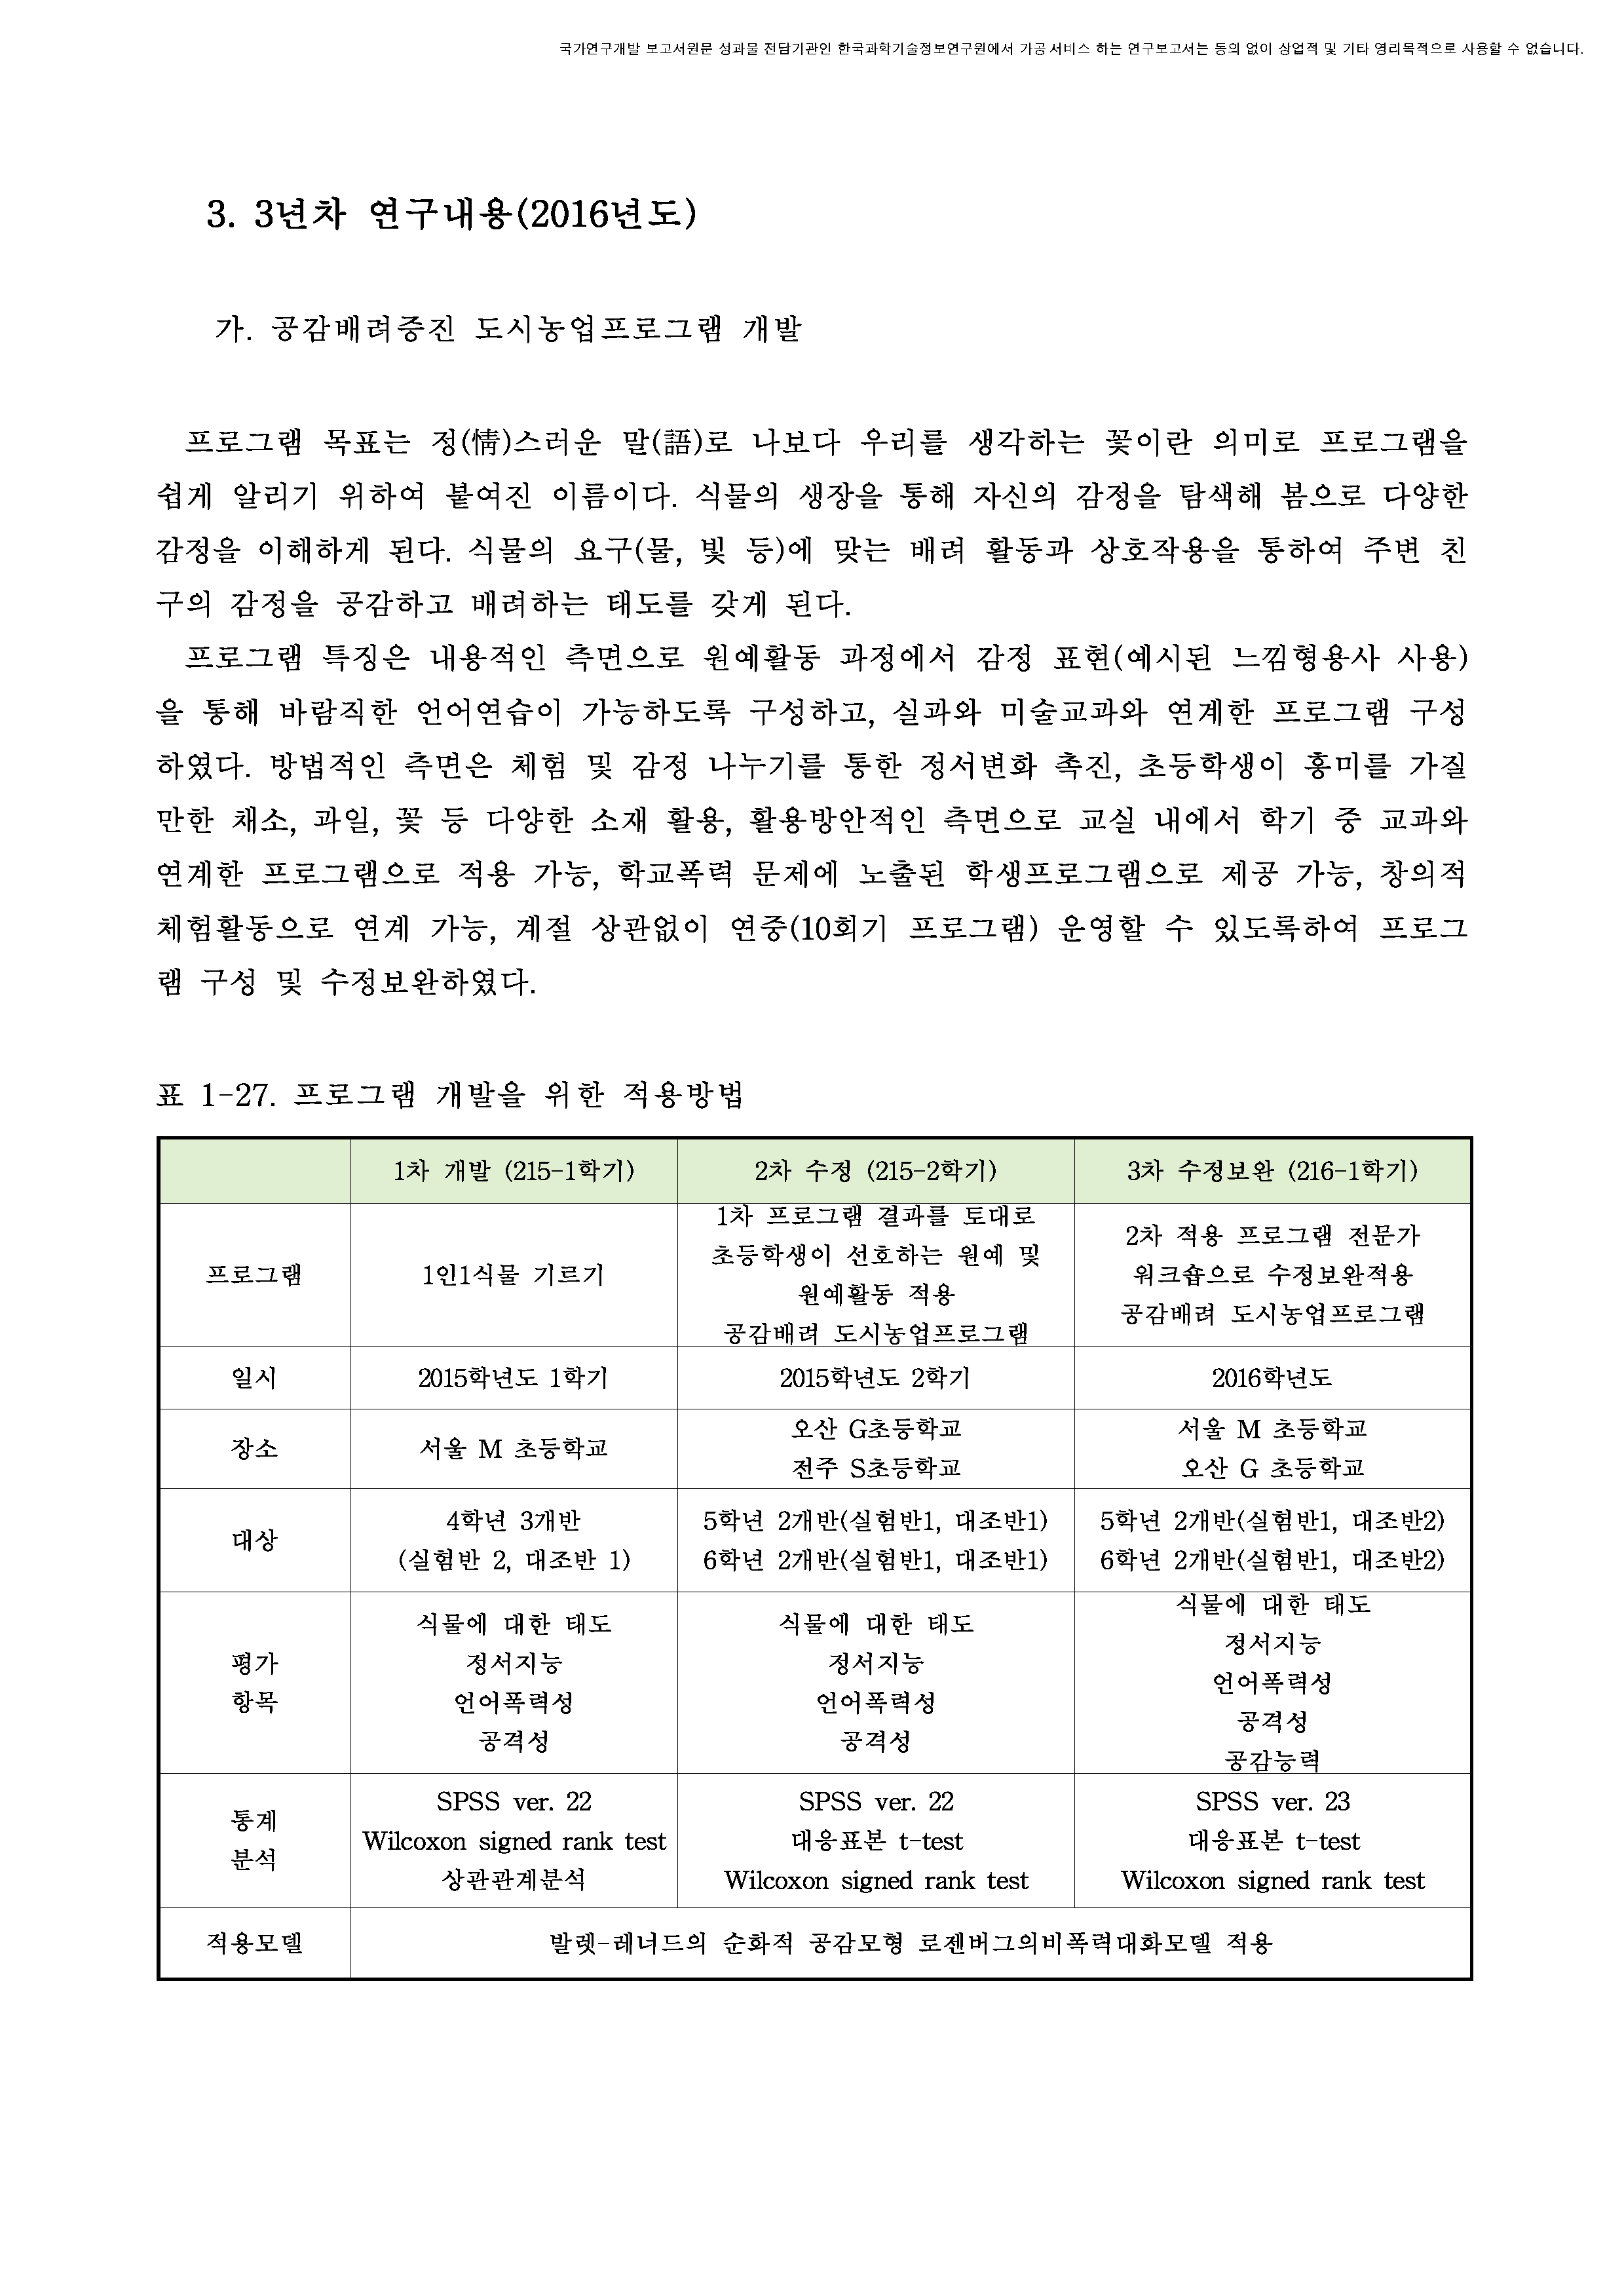 국가연구개발 보고서원문 성과물 전담기관인 한국과학기술정보연구원에서 가공·서비스 하는 연구보고서는 동의 없이 상업적 및 기타 영리목적으로 사용할 수 없습니다.
3. 3년차 연구내용(2016년도)
가. 공감배려증진 도시농업프로그램 개발
프로그램 목표는 정(情)스러운 말(語)로 나보다 우리를 생각하는 꽃이란 의미로 프로그램을
쉽게 알리기 위하여 붙여진 이름이다. 식물의 생장을 통해 자신의 감정을 탐색해 봄으로 다양한
감정을 이해하게 된다. 식물의 요구(물, 빛 등)에 맞는 배려 활동과 상호작용을 통하여 주변 친
구의 감정을 공감하고 배려하는 태도를 갖게 된다.
프로그램 특징은 내용적인 측면으로 원예활동 과정에서 감정 표현(예시된 느낌형용사 사용)
을 통해 바람직한 언어연습이 가능하도록 구성하고, 실과와 미술교과와 연계한 프로그램 구성
하였다. 방법적인 측면은 체험 및 감정 나누기를 통한 정서변화 촉진, 초등학생이 흥미를 가질
만한 채소, 과일, 꽃 등 다양한 소재 활용, 활용방안적인 측면으로 교실 내에서 학기 중 교과와
연계한 프로그램으로 적용 가능, 학교폭력 문제에 노출된 학생프로그램으로 제공 가능, 창의적
체험활동으로 연계 가능, 계절 상관없이 연중(10회기 프로그램) 운영할 수 있도록하여 프로그
램 구성 및 수정보완하였다.
표 1-27. 프로그램 개발을 위한 적용방법
1차 개발 (215-1학기) 2차 수정 (215-2학기) 3차 수정보완 (216-1학기)
프로그램
1인1식물 기르기
1차 프로그램 결과를 토대로
초등학생이 선호하는 원예 및
원예활동 적용
공감배려 도시농업프로그램
2차 적용 프로그램 전문가
워크숍으로 수정보완적용
공감배려 도시농업프로그램
일시 2015학년도 1학기 2015학년도 2학기 2016학년도
장소
서울 M 초등학교
오산 G초등학교
전주 S초등학교
서울 M 초등학교
오산 G 초등학교
대상
4학년 3개반
(실험반 2, 대조반 1)
5학년 2개반(실험반1, 대조반1)
6학년 2개반(실험반1, 대조반1)
5학년 2개반(실험반1, 대조반2)
6학년 2개반(실험반1, 대조반2)
평가
항목
식물에 대한 태도
정서지능
언어폭력성
공격성
식물에 대한 태도
정서지능
언어폭력성
공격성
식물에 대한 태도
정서지능
언어폭력성
공격성
공감능력
통계
분석
SPSS ver. 22
Wilcoxon signed rank test
상관관계분석
SPSS ver. 22
대응표본 t-test
Wilcoxon signed rank test
SPSS ver. 23
대응표본 t-test
Wilcoxon signed rank test
적용모델 발렛-레너드의 순화적 공감모형 로젠버그의비폭력대화모델 적용